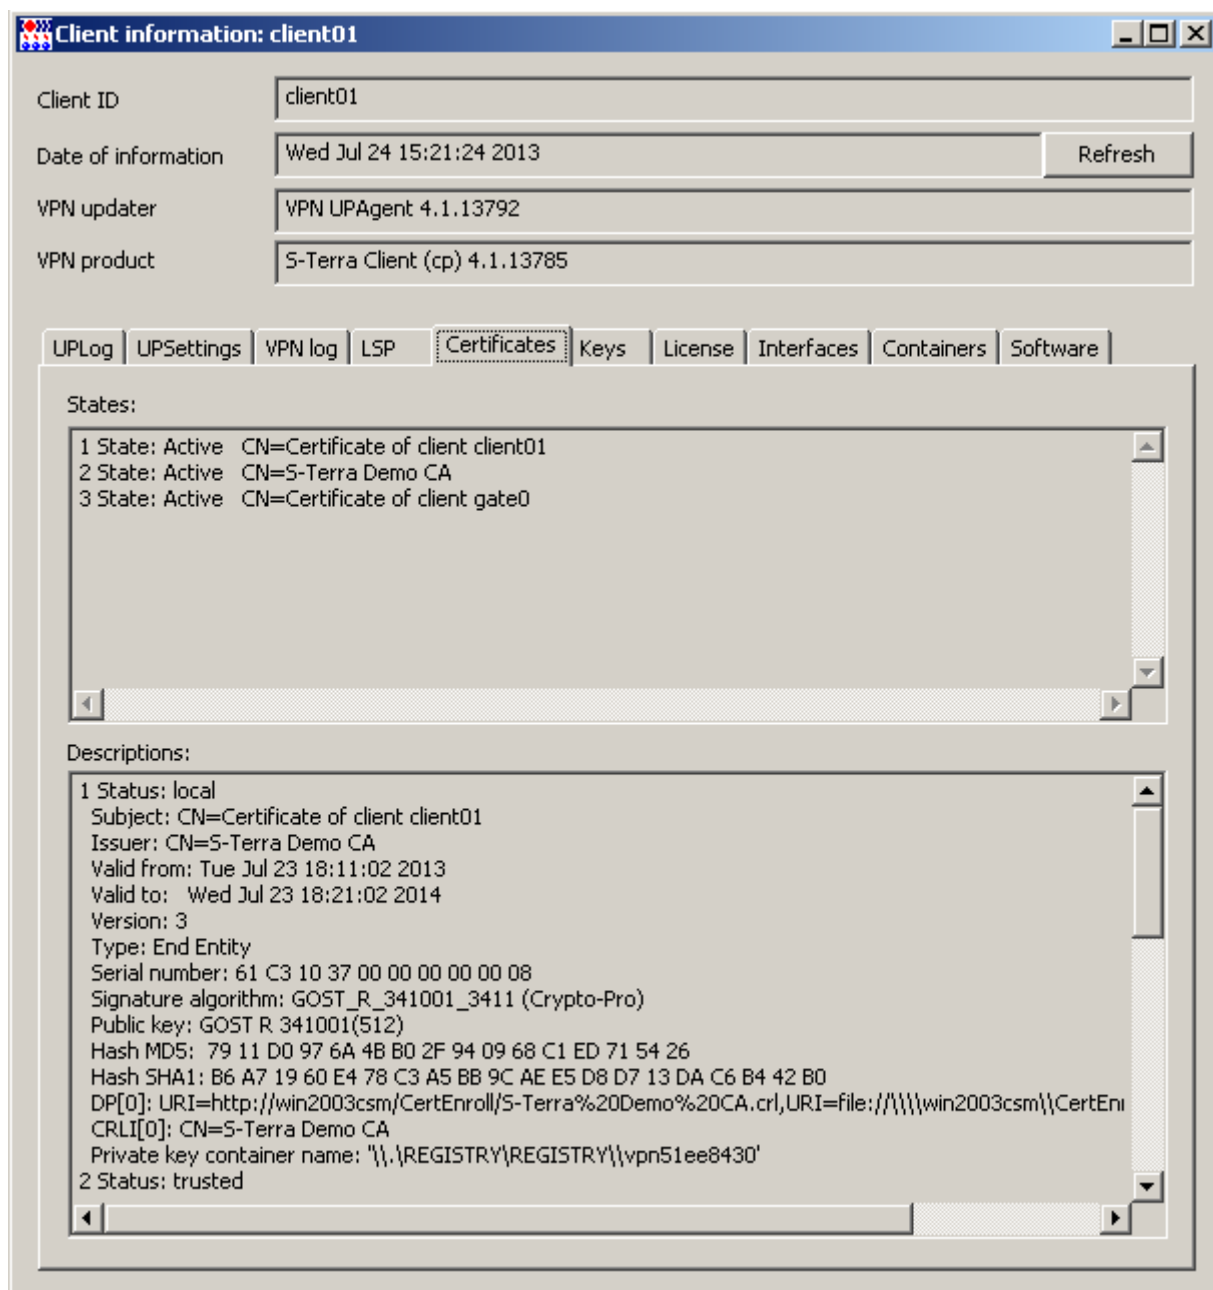 Client information: client01
Client ID
client01
Date of information
Wed Jul 24 15:21:24 2013
Refresh
VPN updater
VPN UPAgent 4.1.13792
VPN product
S-Terra Client (cp) 4.1.13785
UPLog UPSettings VPN log LSP Certificates Keys License Interfaces Containers Software
States:
1 State: Active CN=Certificate of client client01
2 State: Active CN=S-Terra Demo CA
3 State: Active CN=Certificate of client gate0
Descriptions:
1 Status: local
Subject: CN=Certificate of client client01
Issuer: CN=S-Terra Demo CA
Valid from: Tue Jul 23 18:11:02 2013
Valid to: Wed Jul 23 18:21:02 2014
Version: 3
Type: End Entity
Serial number: 61 C3 10 37 00 00 00 00 00 08
Signature algorithm: GOST_R_341001_3411 (Crypto-Pro)
Public key: GOST R 341001(512)
Hash MD5: 79 11 D0 97 6A 4B B0 2F 94 09 68 C1 ED 71 54 26
Hash SHA1: B6 A7 19 60 E4 78 C3 A5 BB 9C AE E5 D8 D7 13 DA C6 B4 42 B0
DP[0]: URI=http://win2003csm/CertEnroll/S-Terra%20Demo%20CA.crl,URI=file://\\\\win2003csm\\CertEn
CRLI[0]: CN=S-Terra Demo CA
Private key container name: '\\.\REGISTRY\REGISTRY\\vpn51ee8430'
2 Status: trusted